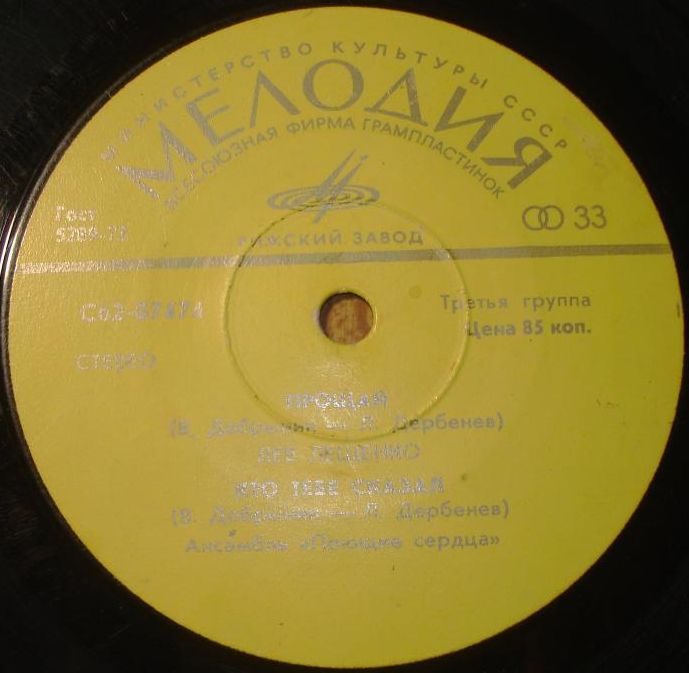 МИНИСТЕРСТВО КУЛЬТУРЫ СССР
МЕЛОДИЯ
ВСЕСОЮЗНАЯ ФИРМА ГРАМПЛАСТИНОК
Гост
5289-73
33
РИЖСКИЙ ЗАВОД
С62-07474
Третья группа
Цена 85 коп.
СТЕРЕО
ПРОЩАЙ
(В. Добрынин — Л. Дербенев)
ЛЕВ ЛЕЩЕНКО
КТО ТЕБЕ СКАЗАЛ
(В. Добрынин — Л. Дербенев)
Ансамбль «Поющие сердца»